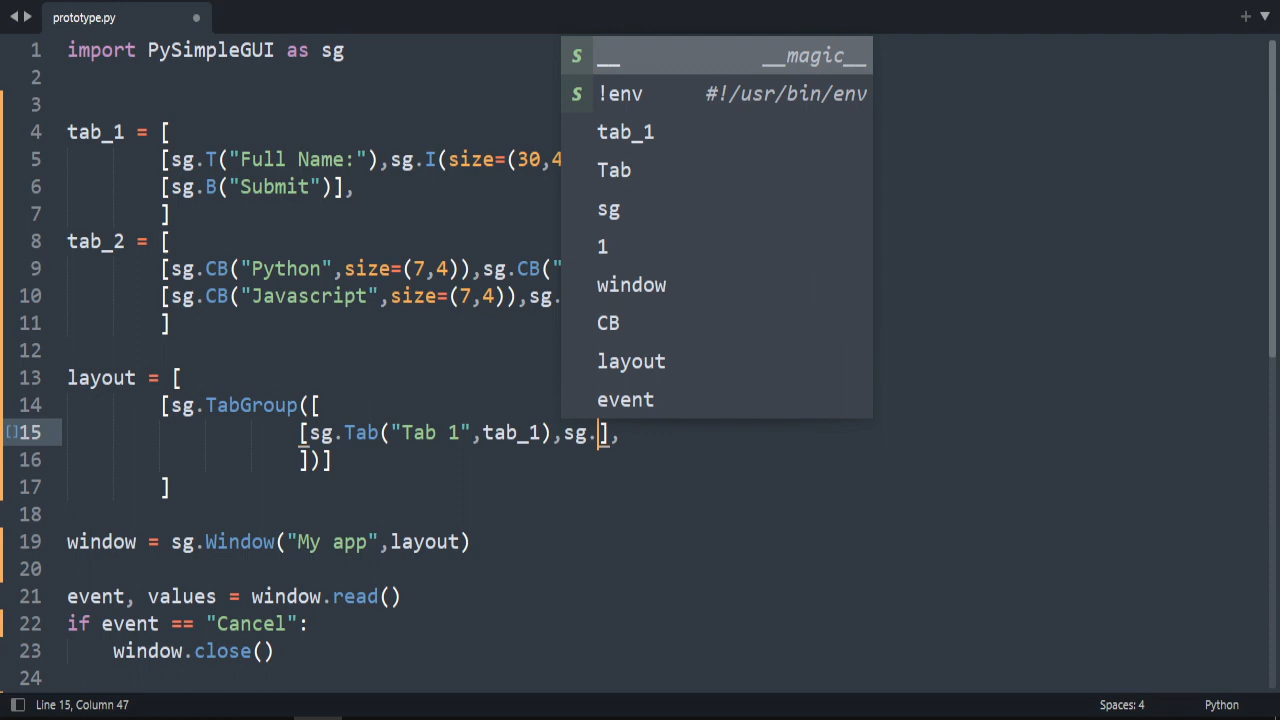 prototype.py
1 import PySimpleGUI as sg
2
3
4 tab_1 = [
5 [sg.T("Full Name:"),sg.I(size=(30,4
6 [sg.B("Submit")],
7 ]
8 tab_2 = [
9 [sg.CB("Python",size=(7,4)),sg.CB("
10 [sg.CB("Javascript",size=(7,4)),sg.
11 ]
12
13 layout = [
14 [sg.TabGroup([
15 [sg.Tab("Tab 1",tab_1),sg.],
16 ])]
17 ]
18
19 window = sg.Window("My app",layout)
20
21 event, values = window.read()
22 if event == "Cancel":
23 window.close()
24
S __ __magic__
S !env #!/usr/bin/env
tab_1
Tab
sg
1
window
CB
layout
event
Line 15, Column 47 Spaces: 4 Python